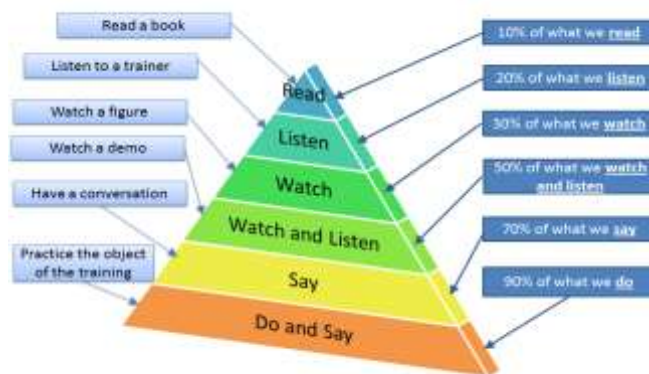 Read a book
Listen to a trainer
Watch a figure
Watch a demo
Have a conversation
Practice the object
of the training
Read
Listen
Watch
Watch and Listen
Say
Do and Say
10% of what we read
20% of what we listen
30% of what we watch
50% of what we watch
and listen
70% of what we say
90% of what we do